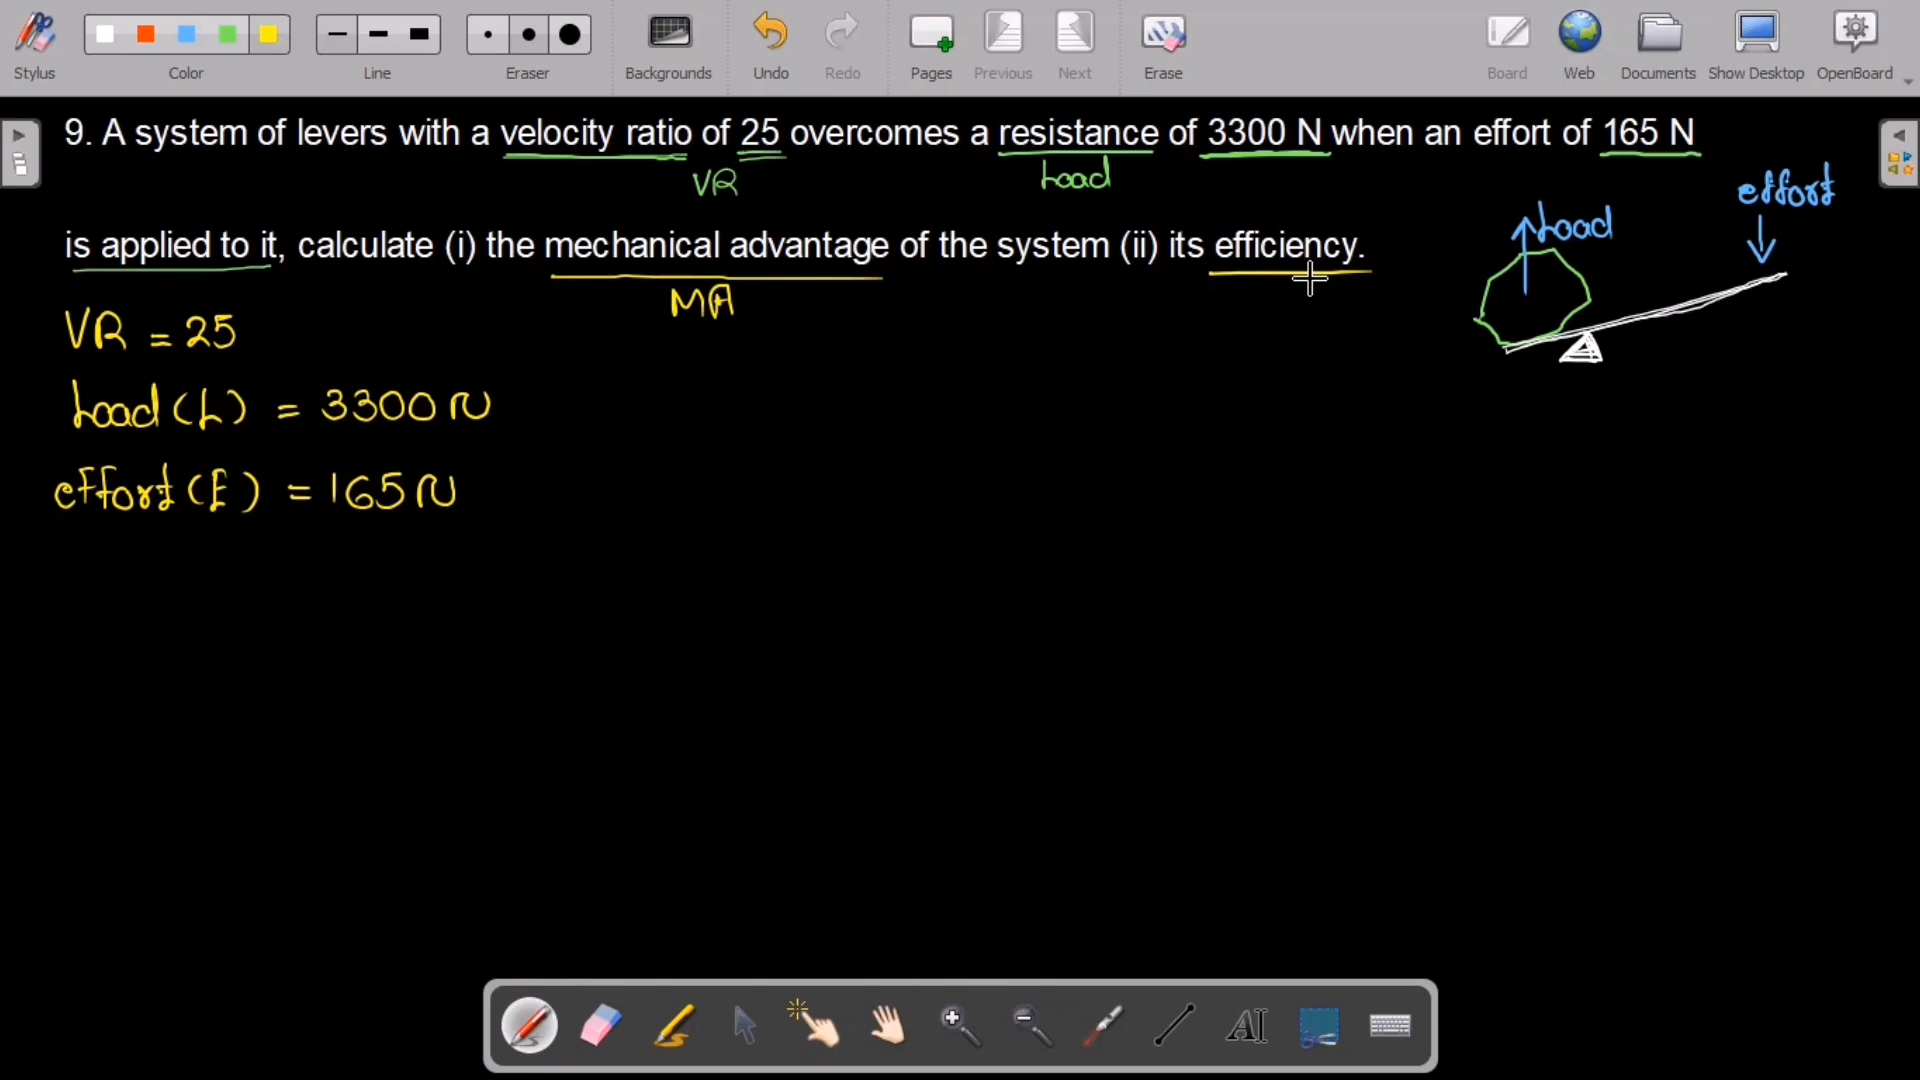 Stylus Color Line Eraser Backgrounds Undo Redo Pages Previous Next Erase Board Web Documents Show Desktop OpenBoard
9. A system of levers with a velocity ratio of 25 overcomes a resistance of 3300 N when an effort of 165 N
VR Load
effort
Load
is applied to it, calculate (i) the mechanical advantage of the system (ii) its efficiency.
MA
VR = 25
Load (L) = 3300 N
effort (E) = 165 N
AI